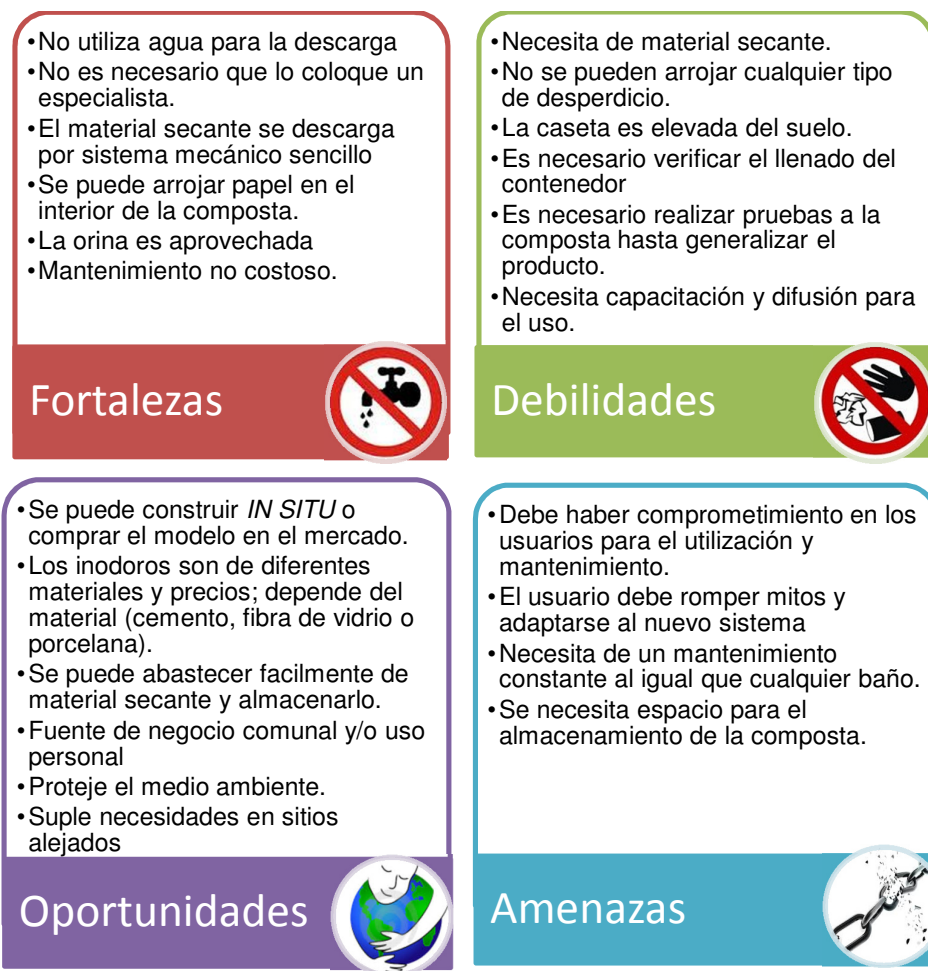 •No utiliza agua para la descarga
•No es necesario que lo coloque un
especialista.
•El material secante se descarga
por sistema mecánico sencillo
•Se puede arrojar papel en el
interior de la composta.
•La orina es aprovechada
•Mantenimiento no costoso.
Fortalezas
•Necesita de material secante.
•No se pueden arrojar cualquier tipo
de desperdicio.
•La caseta es elevada del suelo.
•Es necesario verificar el llenado del
contenedor
•Es necesario realizar pruebas a la
composta hasta generalizar el
producto.
•Necesita capacitación y difusión para
el uso.
Debilidades
•Se puede construir IN SITU o
comprar el modelo en el mercado.
•Los inodoros son de diferentes
materiales y precios; depende del
material (cemento, fibra de vidrio o
porcelana).
•Se puede abastecer facilmente de
material secante y almacenarlo.
•Fuente de negocio comunal y/o uso
personal
•Proteje el medio ambiente.
•Suple necesidades en sitios
alejados
Oportunidades
•Debe haber comprometimiento en los
usuarios para el utilización y
mantenimiento.
•El usuario debe romper mitos y
adaptarse al nuevo sistema
•Necesita de un mantenimiento
constante al igual que cualquier baño.
•Se necesita espacio para el
almacenamiento de la composta.
Amenazas